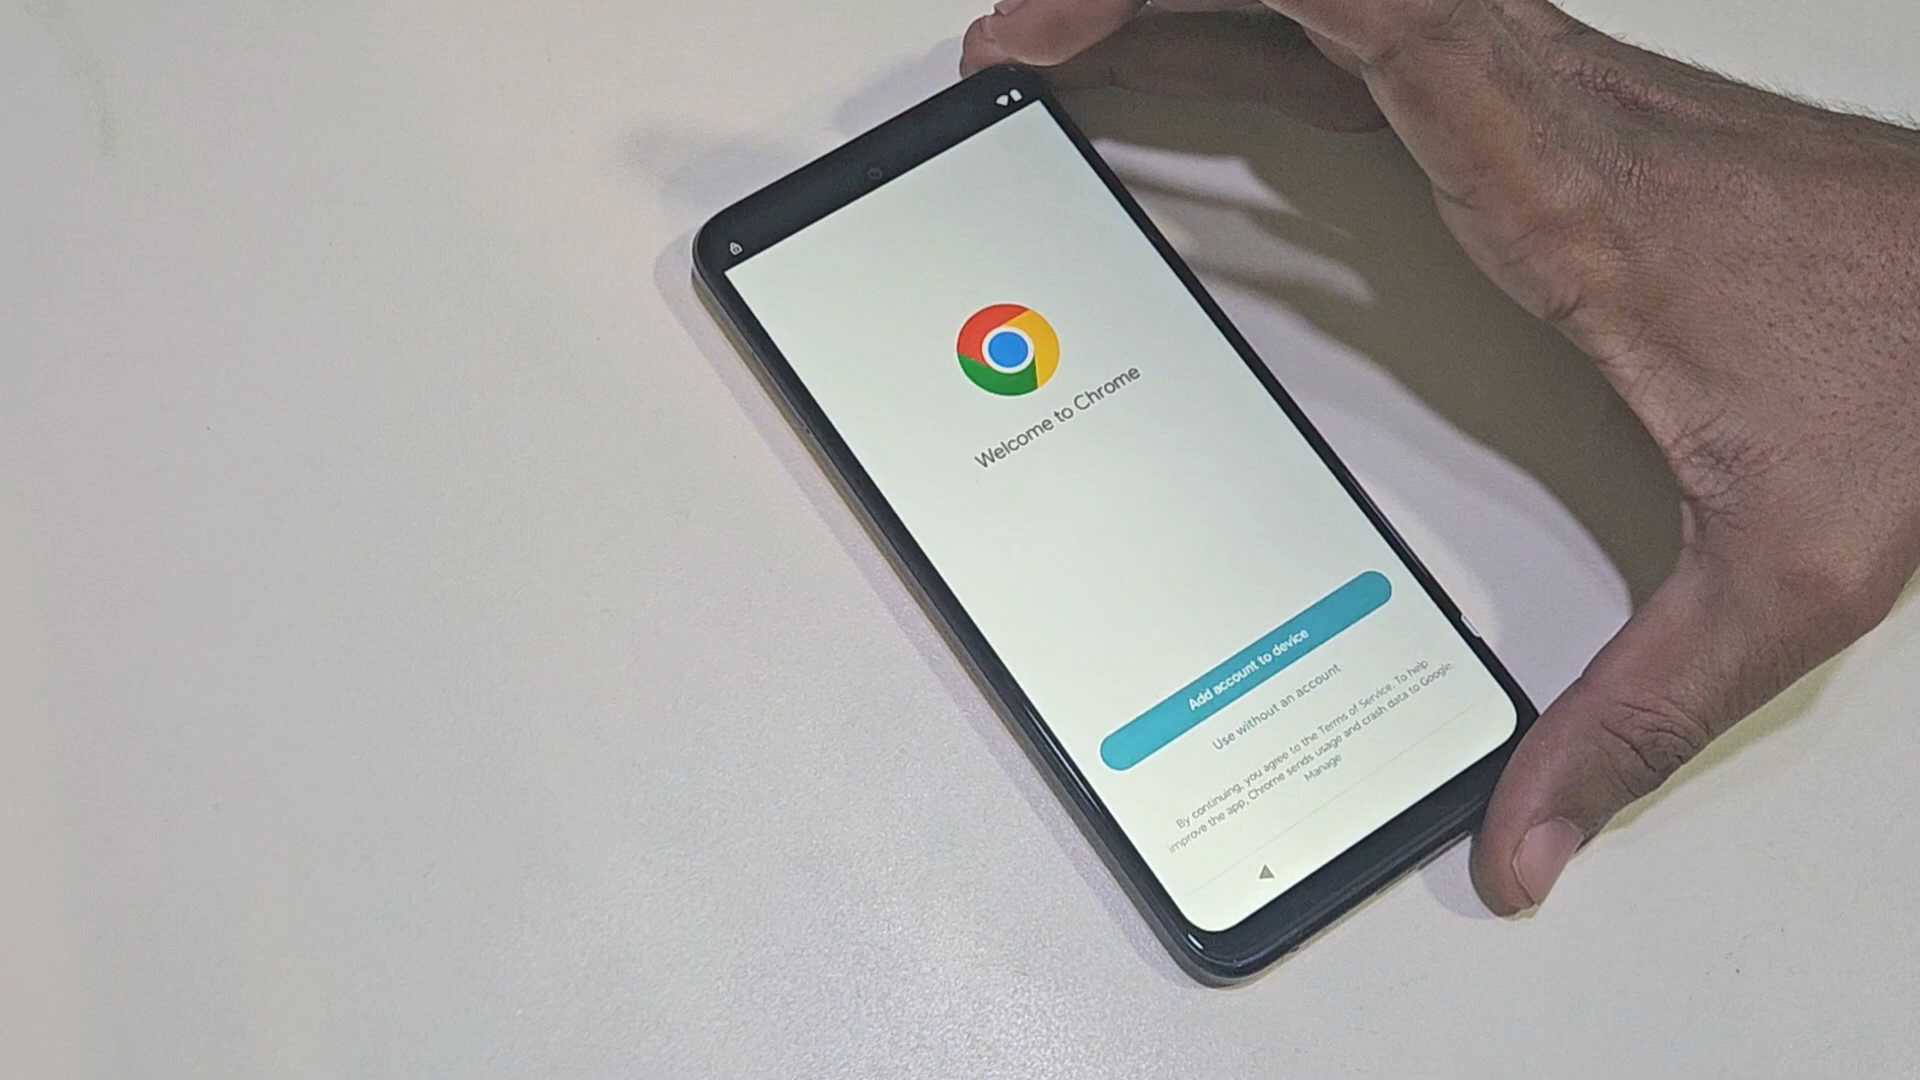 Welcome to Chrome
Add account to device
Use without an account
By continuing, you agree to the Terms of Service. To help
improve the app, Chrome sends usage and crash data to Google.
Manage